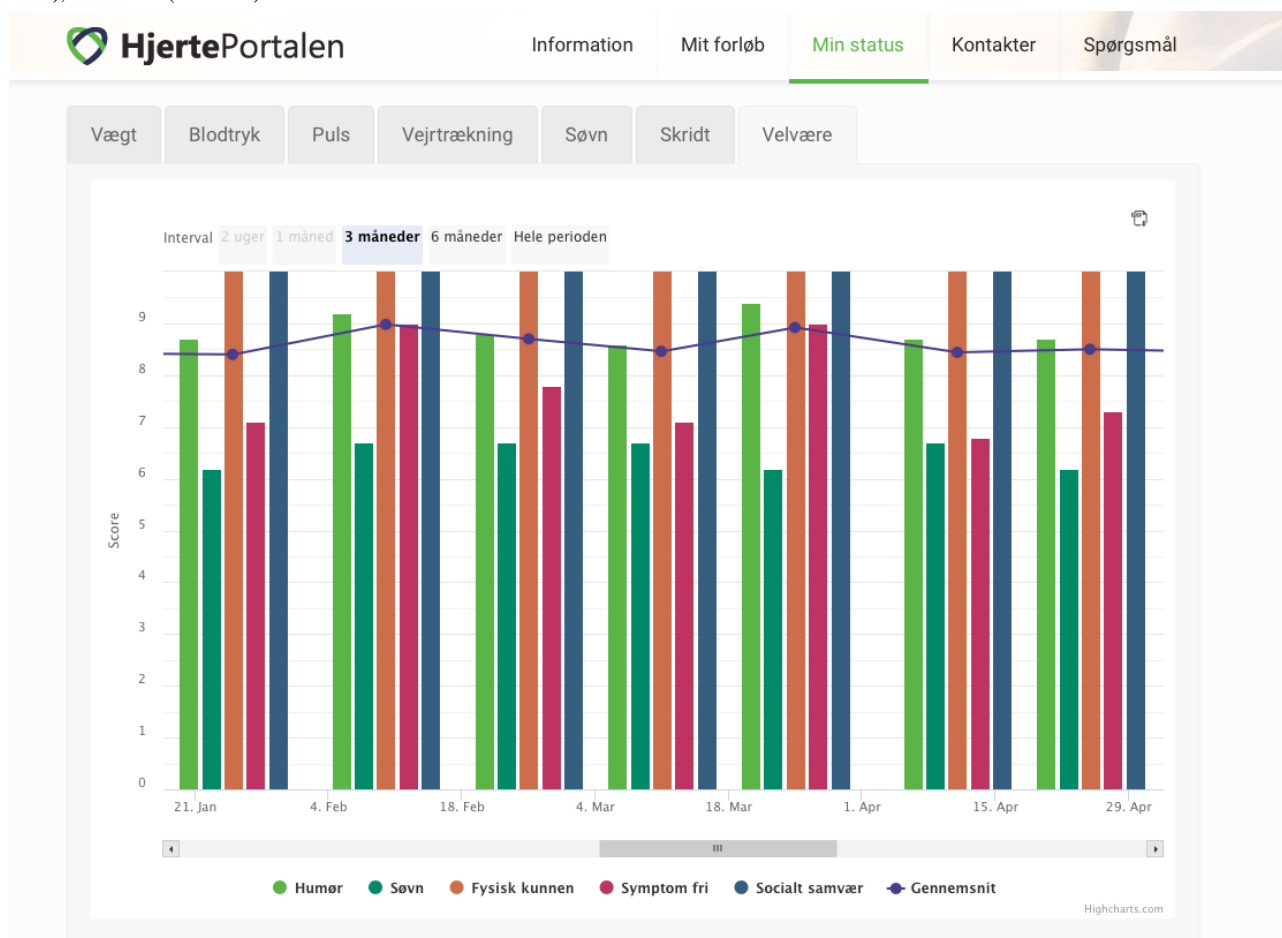 HjertePortalen Information Mit forløb Min status Kontakter Spørgsmål
Vægt Blodtryk Puls Vejrtrækning Søvn Skridt Velvære
Interval 2 uger 1 måned 3 måneder 6 måneder Hele perioden
9
8
7
6
5
4
3
2
1
0
Score
21. Jan 4. Feb 18. Feb 4. Mar 18. Mar 1. Apr 15. Apr 29. Apr
Humør Søvn Fysisk kunnen Symptom fri Socialt samvær Gennemsnit
Highcharts.com